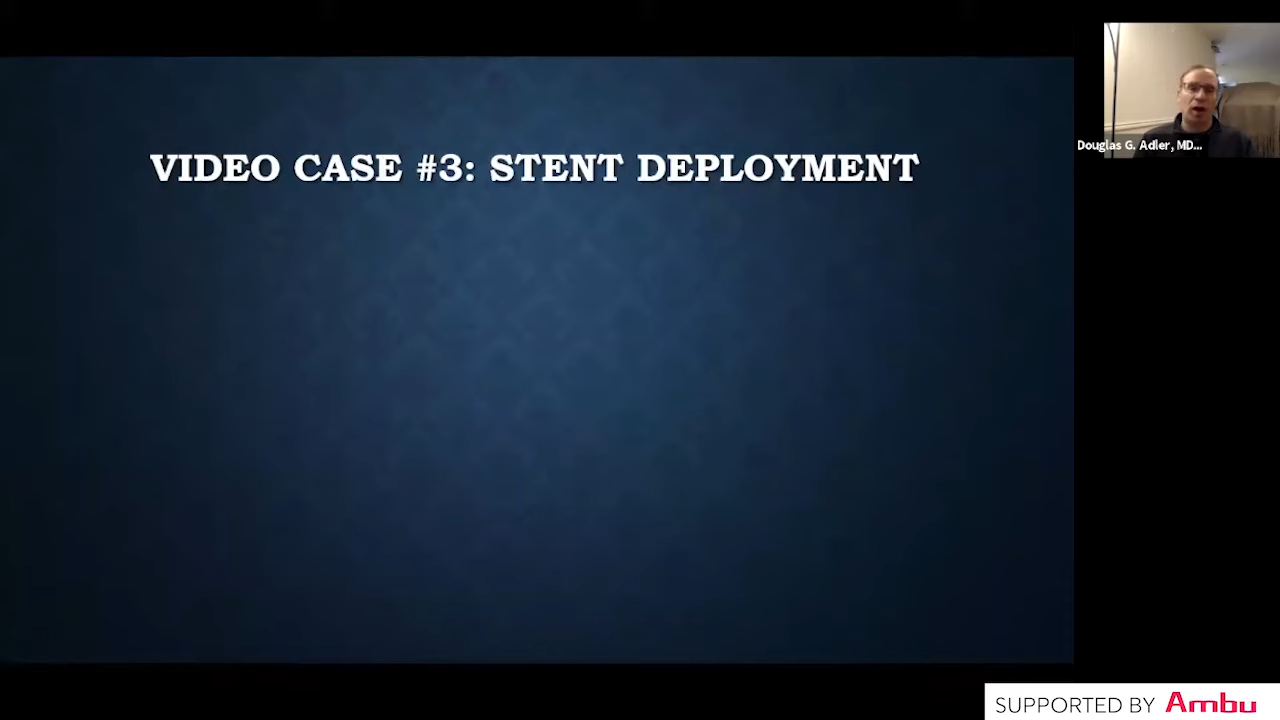 VIDEO CASE #3: STENT DEPLOYMENT
Douglas G. Adler, MD...
SUPPORTED BY Ambu